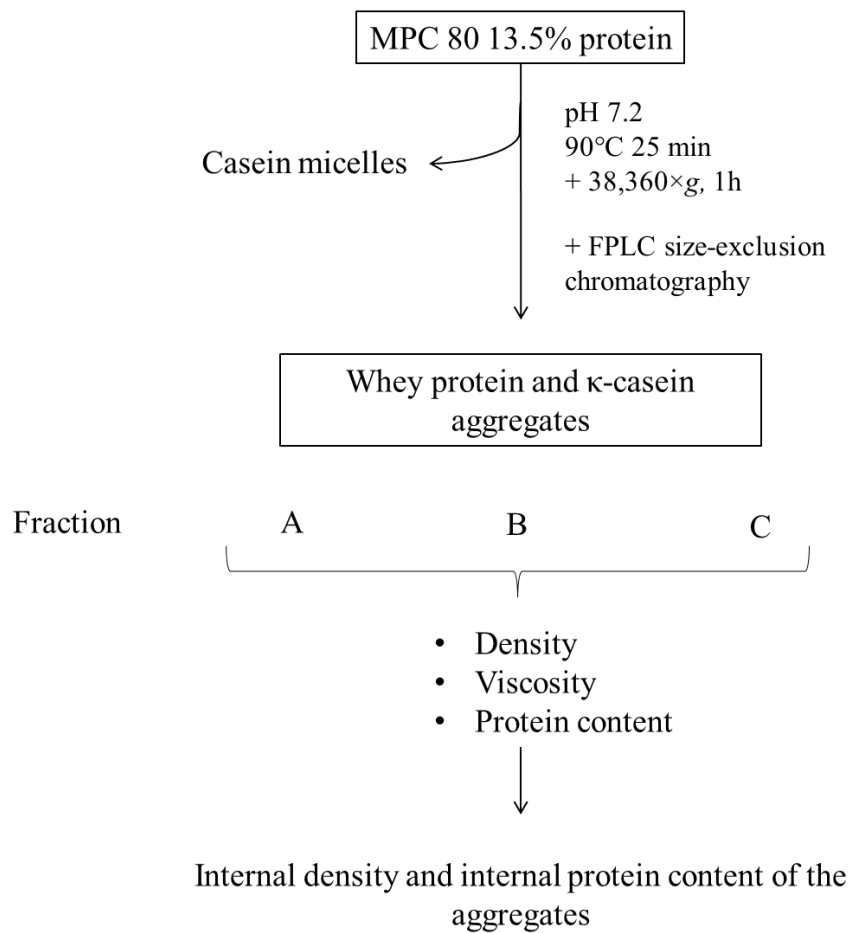 MPC 80 13.5% protein
pH 7.2
90°C 25 min
Casein micelles
+ 38,360×g, 1h
+ FPLC size-exclusion
chromatography
Whey protein and κ-casein
aggregates
Fraction A B C
• Density
• Viscosity
• Protein content
Internal density and internal protein content of the
aggregates